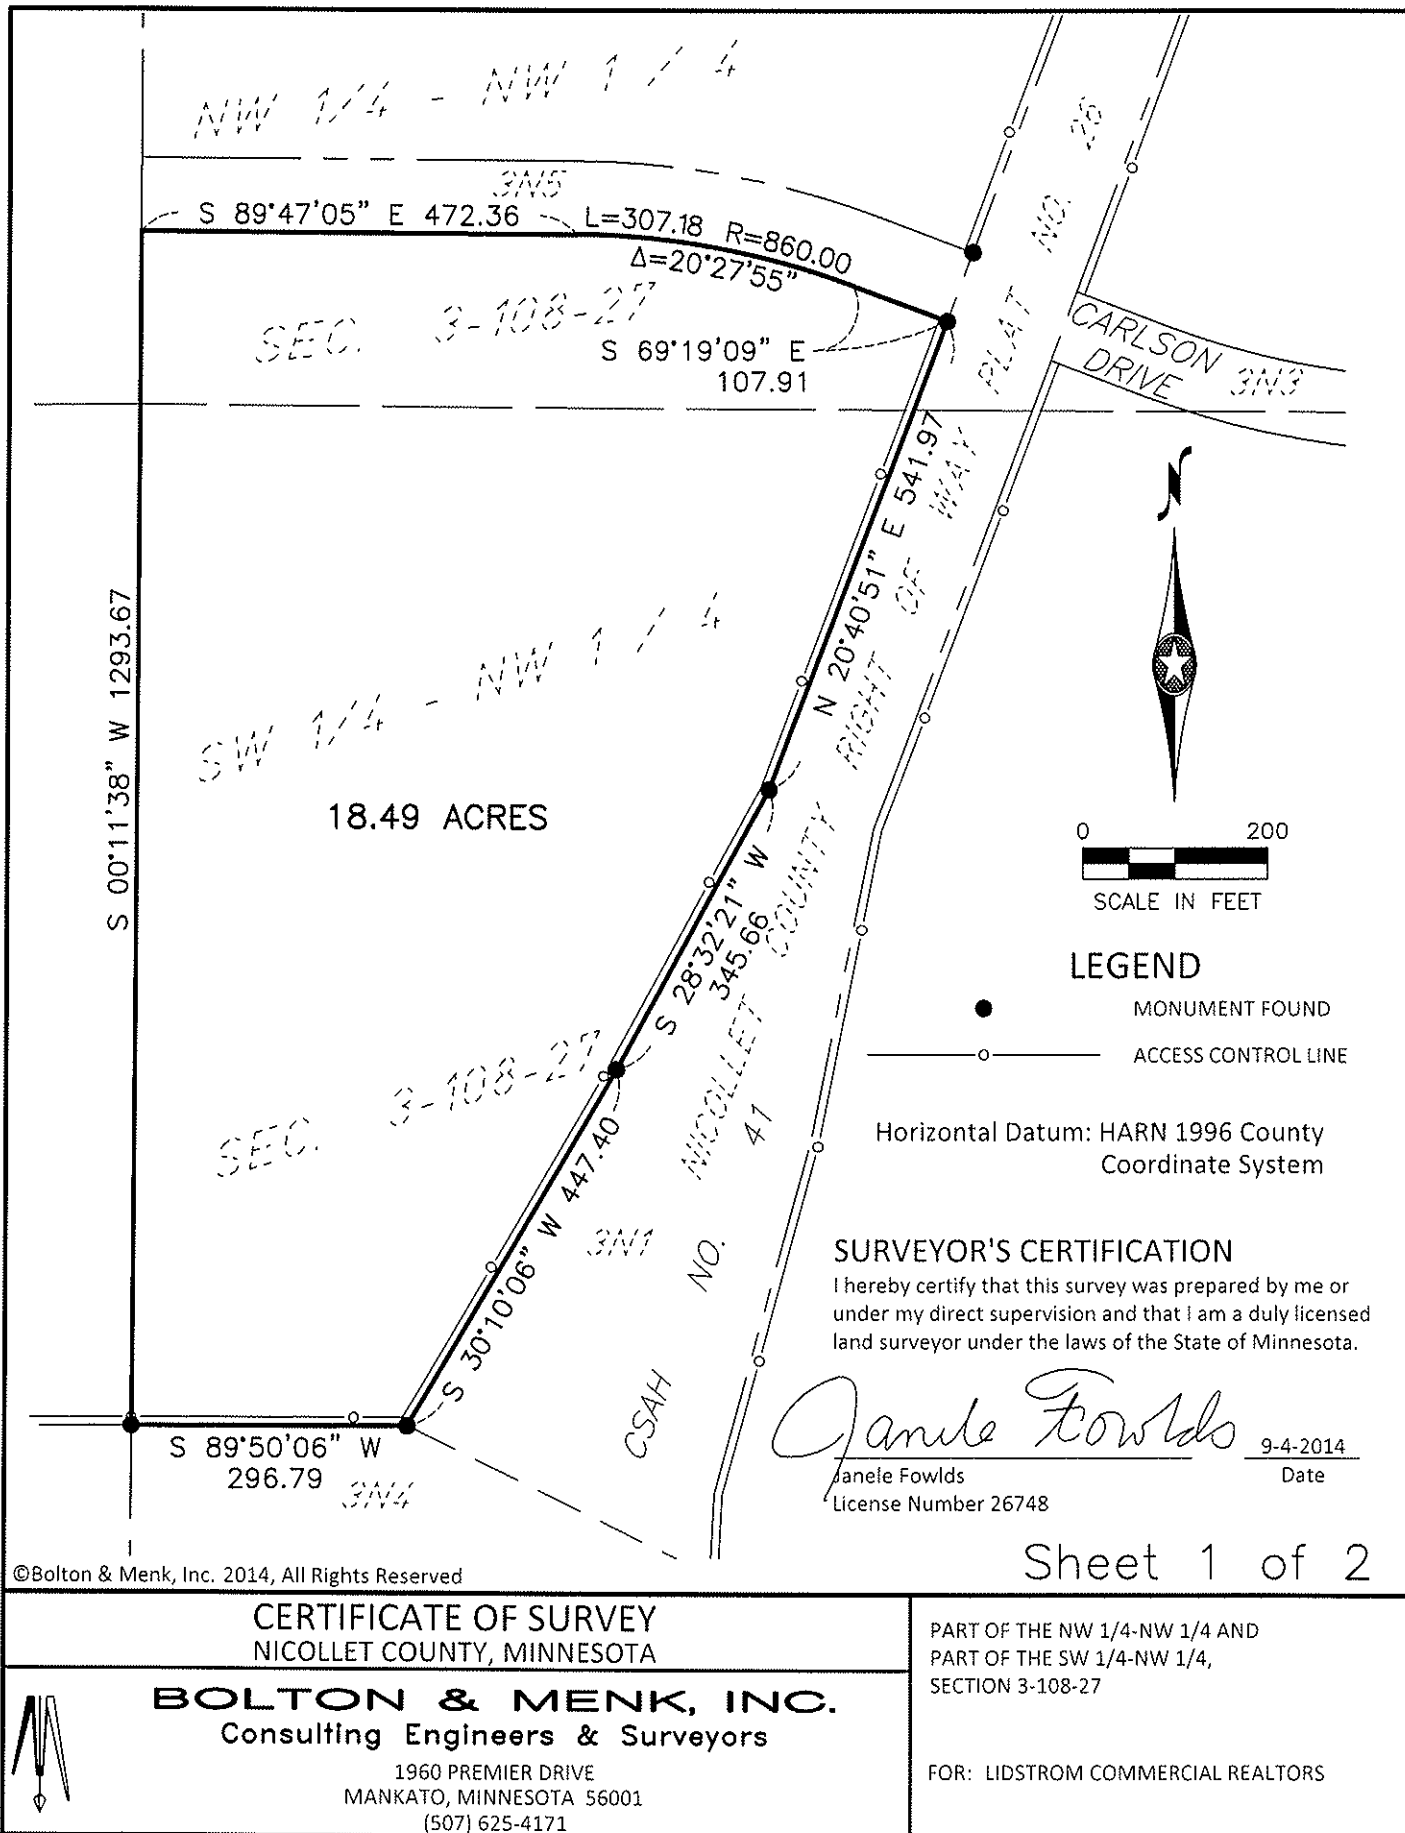 NW 1/4 - NW 1/4
3N5
S 89°47'05" E 472.36
L=307.18 R=860.00
Δ=20°27'55"
SEC. 3-108-27
S 69°19'09" E
107.91
PLAT NO. 26
CARLSON
DRIVE
3N3
N 20°40'51" E 541.97
NICOLLET COUNTY RIGHT OF WAY
N
S 00°11'38" W 1293.67
SW 1/4 - NW 1/4
18.49 ACRES
0 200
SCALE IN FEET
S 28°32'21" W
345.66
LEGEND
MONUMENT FOUND
ACCESS CONTROL LINE
SEC. 3-108-27
Horizontal Datum: HARN 1996 County
Coordinate System
S 30°10'06" W 447.40
3N1
CSAH NO. 41
SURVEYOR'S CERTIFICATION
I hereby certify that this survey was prepared by me or
under my direct supervision and that I am a duly licensed
land surveyor under the laws of the State of Minnesota.
Janele Fowlds
9-4-2014
Janele Fowlds
Date
License Number 26748
S 89°50'06" W
296.79
3N4
©Bolton & Menk, Inc. 2014, All Rights Reserved
Sheet 1 of 2
CERTIFICATE OF SURVEY
NICOLLET COUNTY, MINNESOTA
BOLTON & MENK, INC.
Consulting Engineers & Surveyors
1960 PREMIER DRIVE
MANKATO, MINNESOTA 56001
(507) 625-4171
PART OF THE NW 1/4-NW 1/4 AND
PART OF THE SW 1/4-NW 1/4,
SECTION 3-108-27
FOR: LIDSTROM COMMERCIAL REALTORS